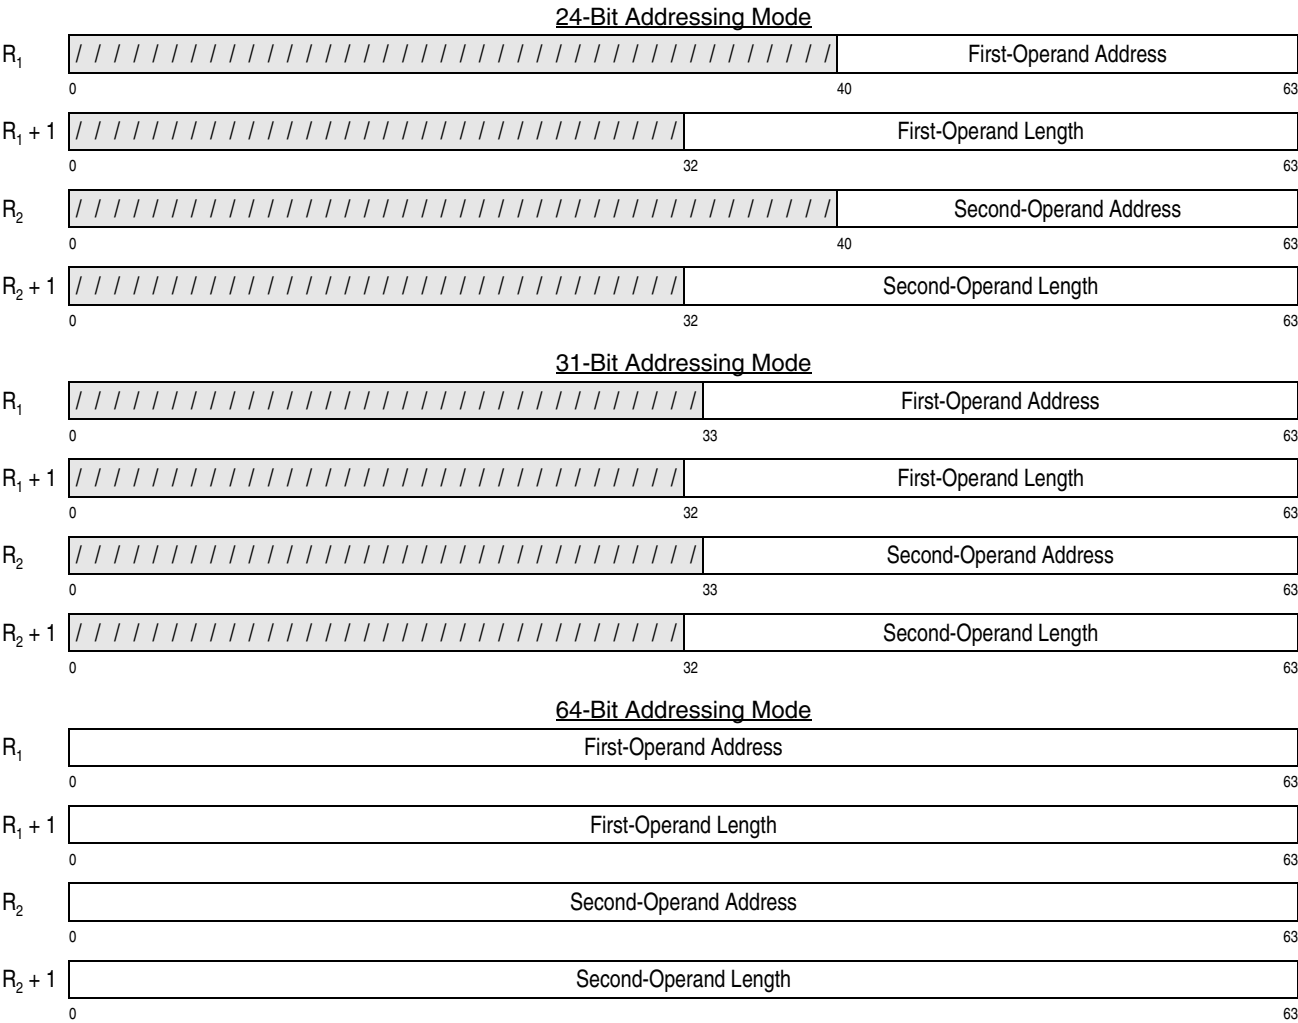 24-Bit Addressing Mode
R₁ / / / / / / / / / / / / / / / / / / / / / / / / / / / / / / / / / / / / / / / / First-Operand Address
0 40 63
R₁ + 1 / / / / / / / / / / / / / / / / / / / / / / / / / / / / / / / / First-Operand Length
0 32 63
R₂ / / / / / / / / / / / / / / / / / / / / / / / / / / / / / / / / / / / / / / / / Second-Operand Address
0 40 63
R₂ + 1 / / / / / / / / / / / / / / / / / / / / / / / / / / / / / / / / Second-Operand Length
0 32 63
31-Bit Addressing Mode
R₁ / / / / / / / / / / / / / / / / / / / / / / / / / / / / / / / / / First-Operand Address
0 33 63
R₁ + 1 / / / / / / / / / / / / / / / / / / / / / / / / / / / / / / / / First-Operand Length
0 32 63
R₂ / / / / / / / / / / / / / / / / / / / / / / / / / / / / / / / / / Second-Operand Address
0 33 63
R₂ + 1 / / / / / / / / / / / / / / / / / / / / / / / / / / / / / / / / Second-Operand Length
0 32 63
64-Bit Addressing Mode
R₁ First-Operand Address
0 63
R₁ + 1 First-Operand Length
0 63
R₂ Second-Operand Address
0 63
R₂ + 1 Second-Operand Length
0 63